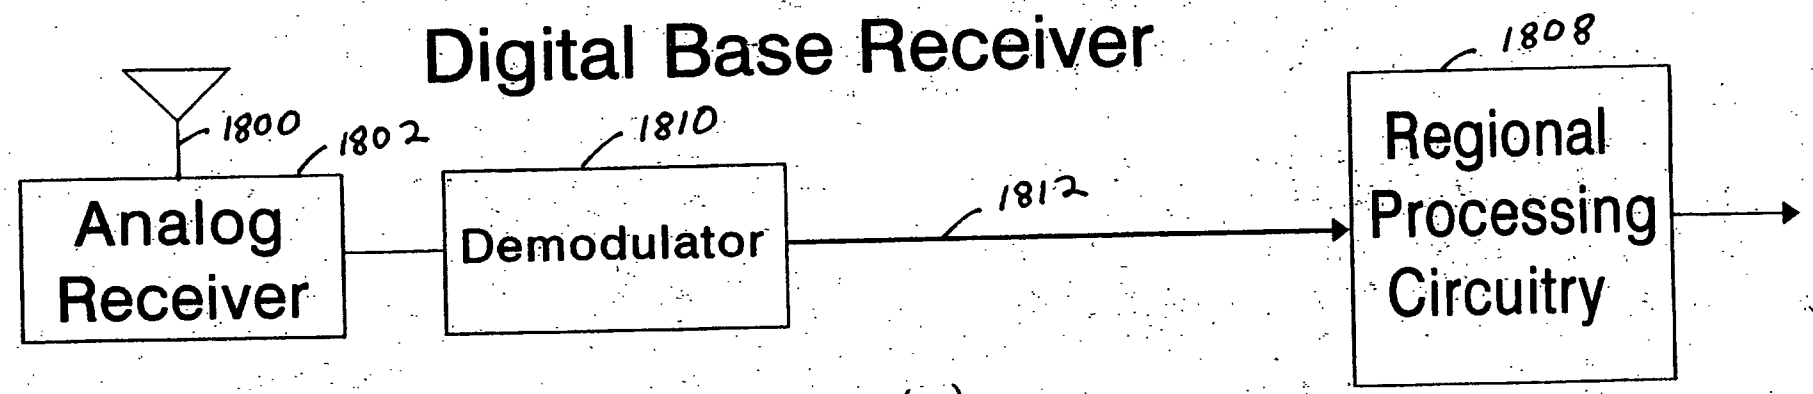 Digital Base Receiver
1800
1802
1810
1812
1808
Analog
Receiver
Demodulator
Regional
Processing
Circuitry